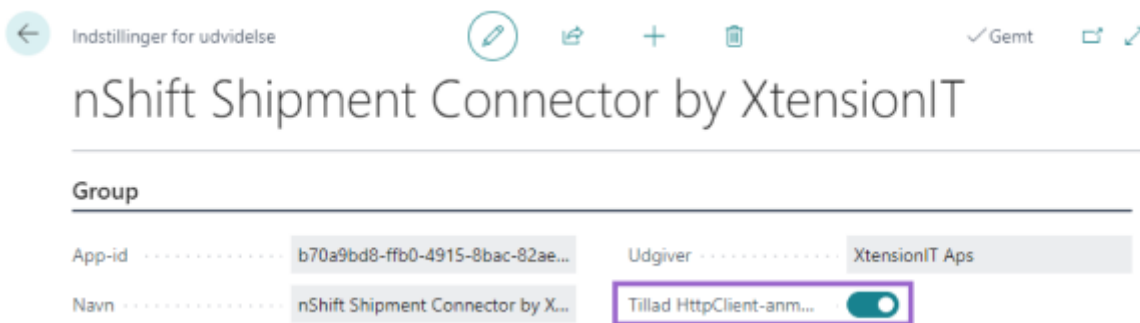 Indstillinger for udvidelse
Gemt
nShift Shipment Connector by XtensionIT
Group
App-id b70a9bd8-ffb0-4915-8bac-82ae... Udgiver XtensionIT Aps
Navn nShift Shipment Connector by X... Tillad HttpClient-anm...